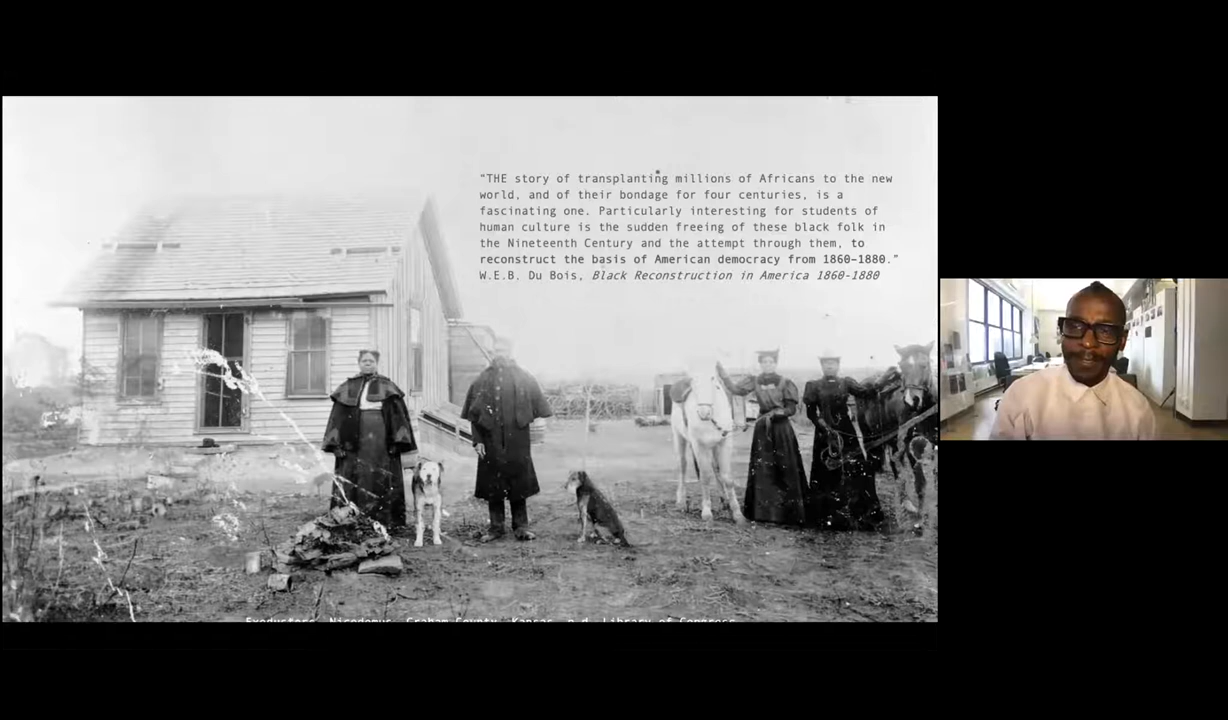 "THE story of transplanting millions of Africans to the new
world, and of their bondage for four centuries, is a
fascinating one. Particularly interesting for students of
human culture is the sudden freeing of these black folk in
the Nineteenth Century and the attempt through them, to
reconstruct the basis of American democracy from 1860–1880."
W.E.B. Du Bois, Black Reconstruction in America 1860-1880
Exodusters, Nicodemus, Graham County, Kansas, n.d. Library of Congress